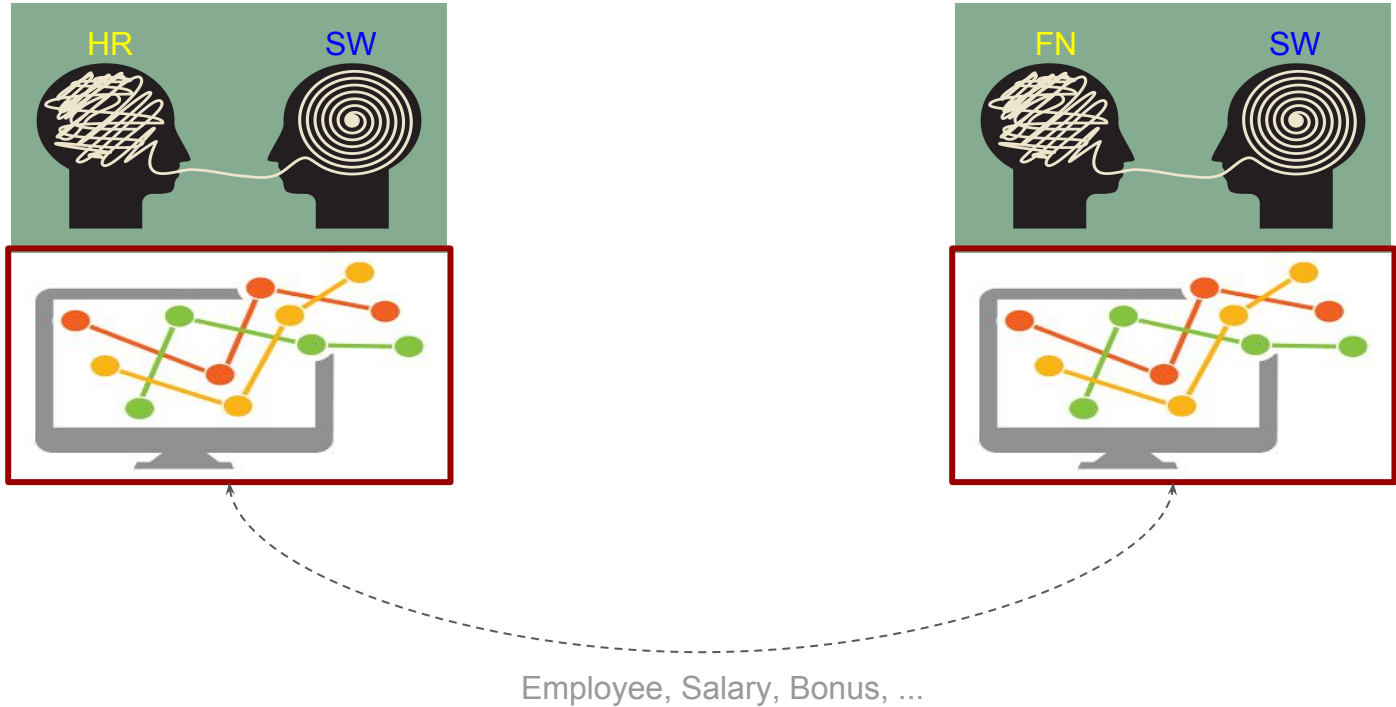 HR SW
FN SW
Employee, Salary, Bonus, ...